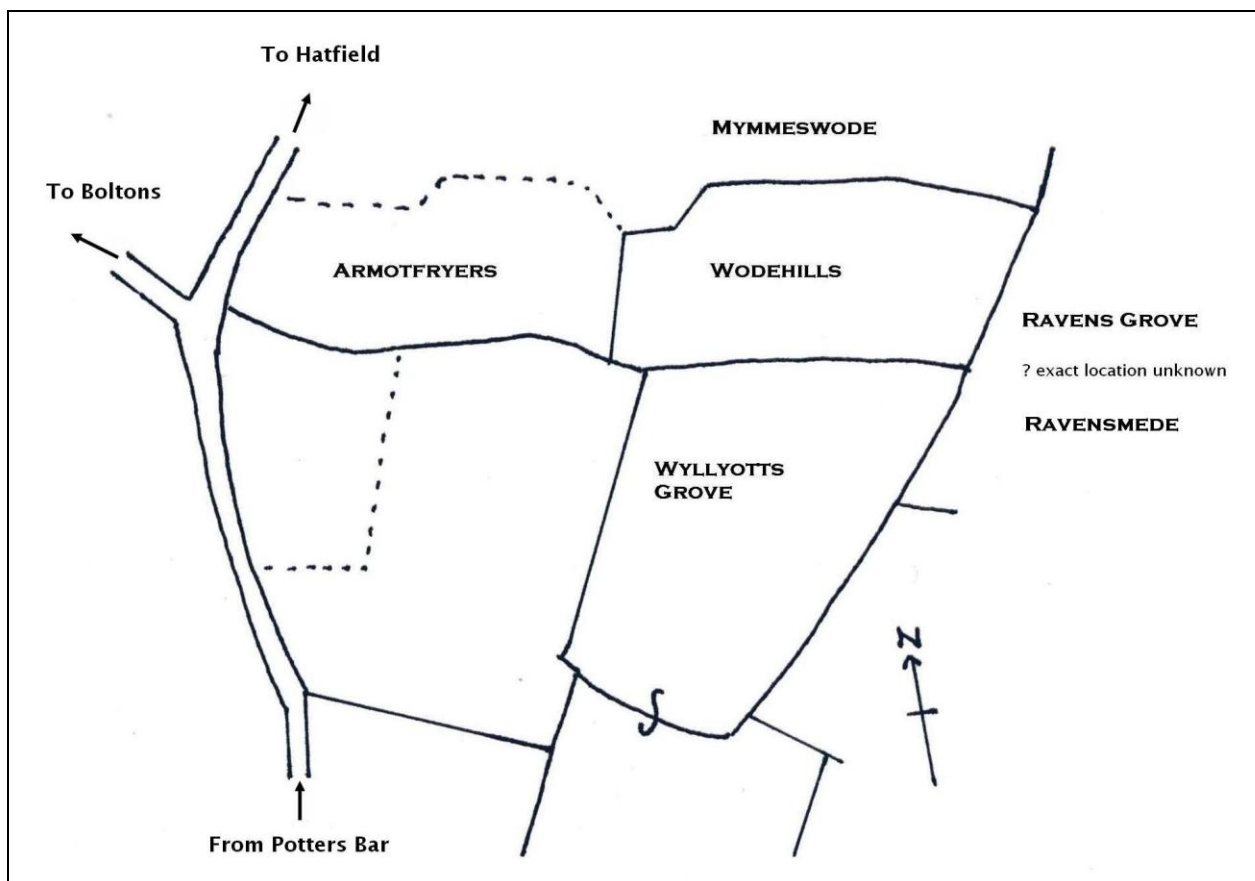 To Hatfield
MYMMESWODE
To Boltons
ARMOTFRYERS
WODEHILLS
RAVENS GROVE
? exact location unknown
RAVENSMEDE
WYLLYOTTS
GROVE
N
From Potters Bar